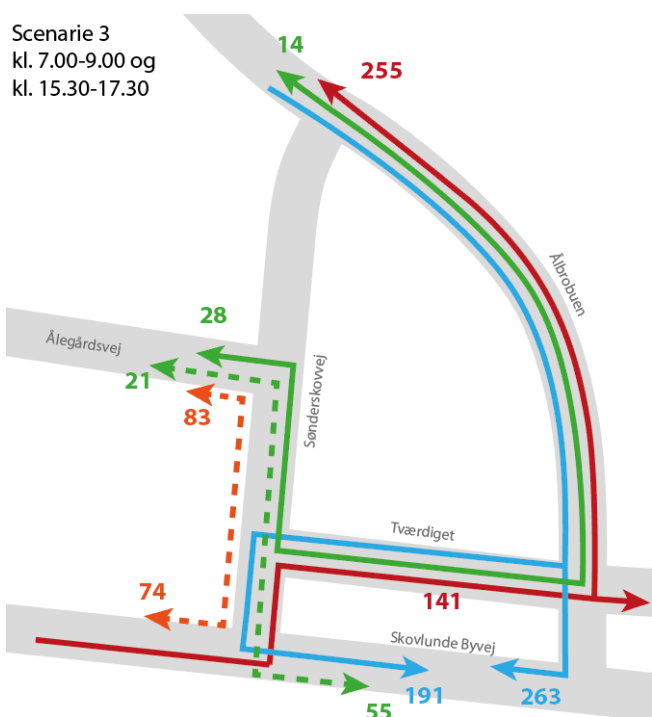 Scenarie 3
kl. 7.00-9.00 og
kl. 15.30-17.30
14
255
Ålbrobuen
28
Ålegårdsvej
21
83
Sønderskovvej
Tværdiget
74
141
Skovlunde Byvej
191
263
55